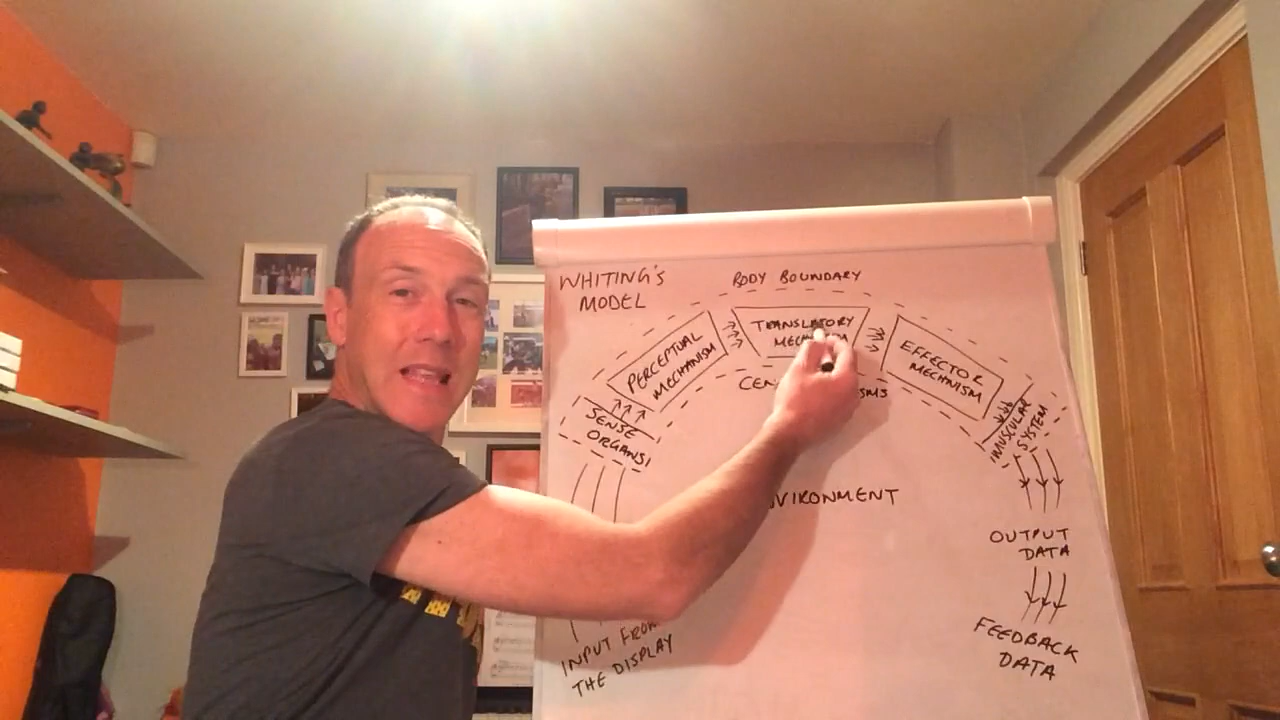 WHITING'S
MODEL
BODY BOUNDARY
PERCEPTUAL
MECHANISM
TRANSLATORY
EFFECTOR
MECHANISM
SENSE
ORGANS
MUSCULAR
SYSTEM
OUTPUT
DATA
FEEDBACK
DATA
INPUT FROM
THE DISPLAY